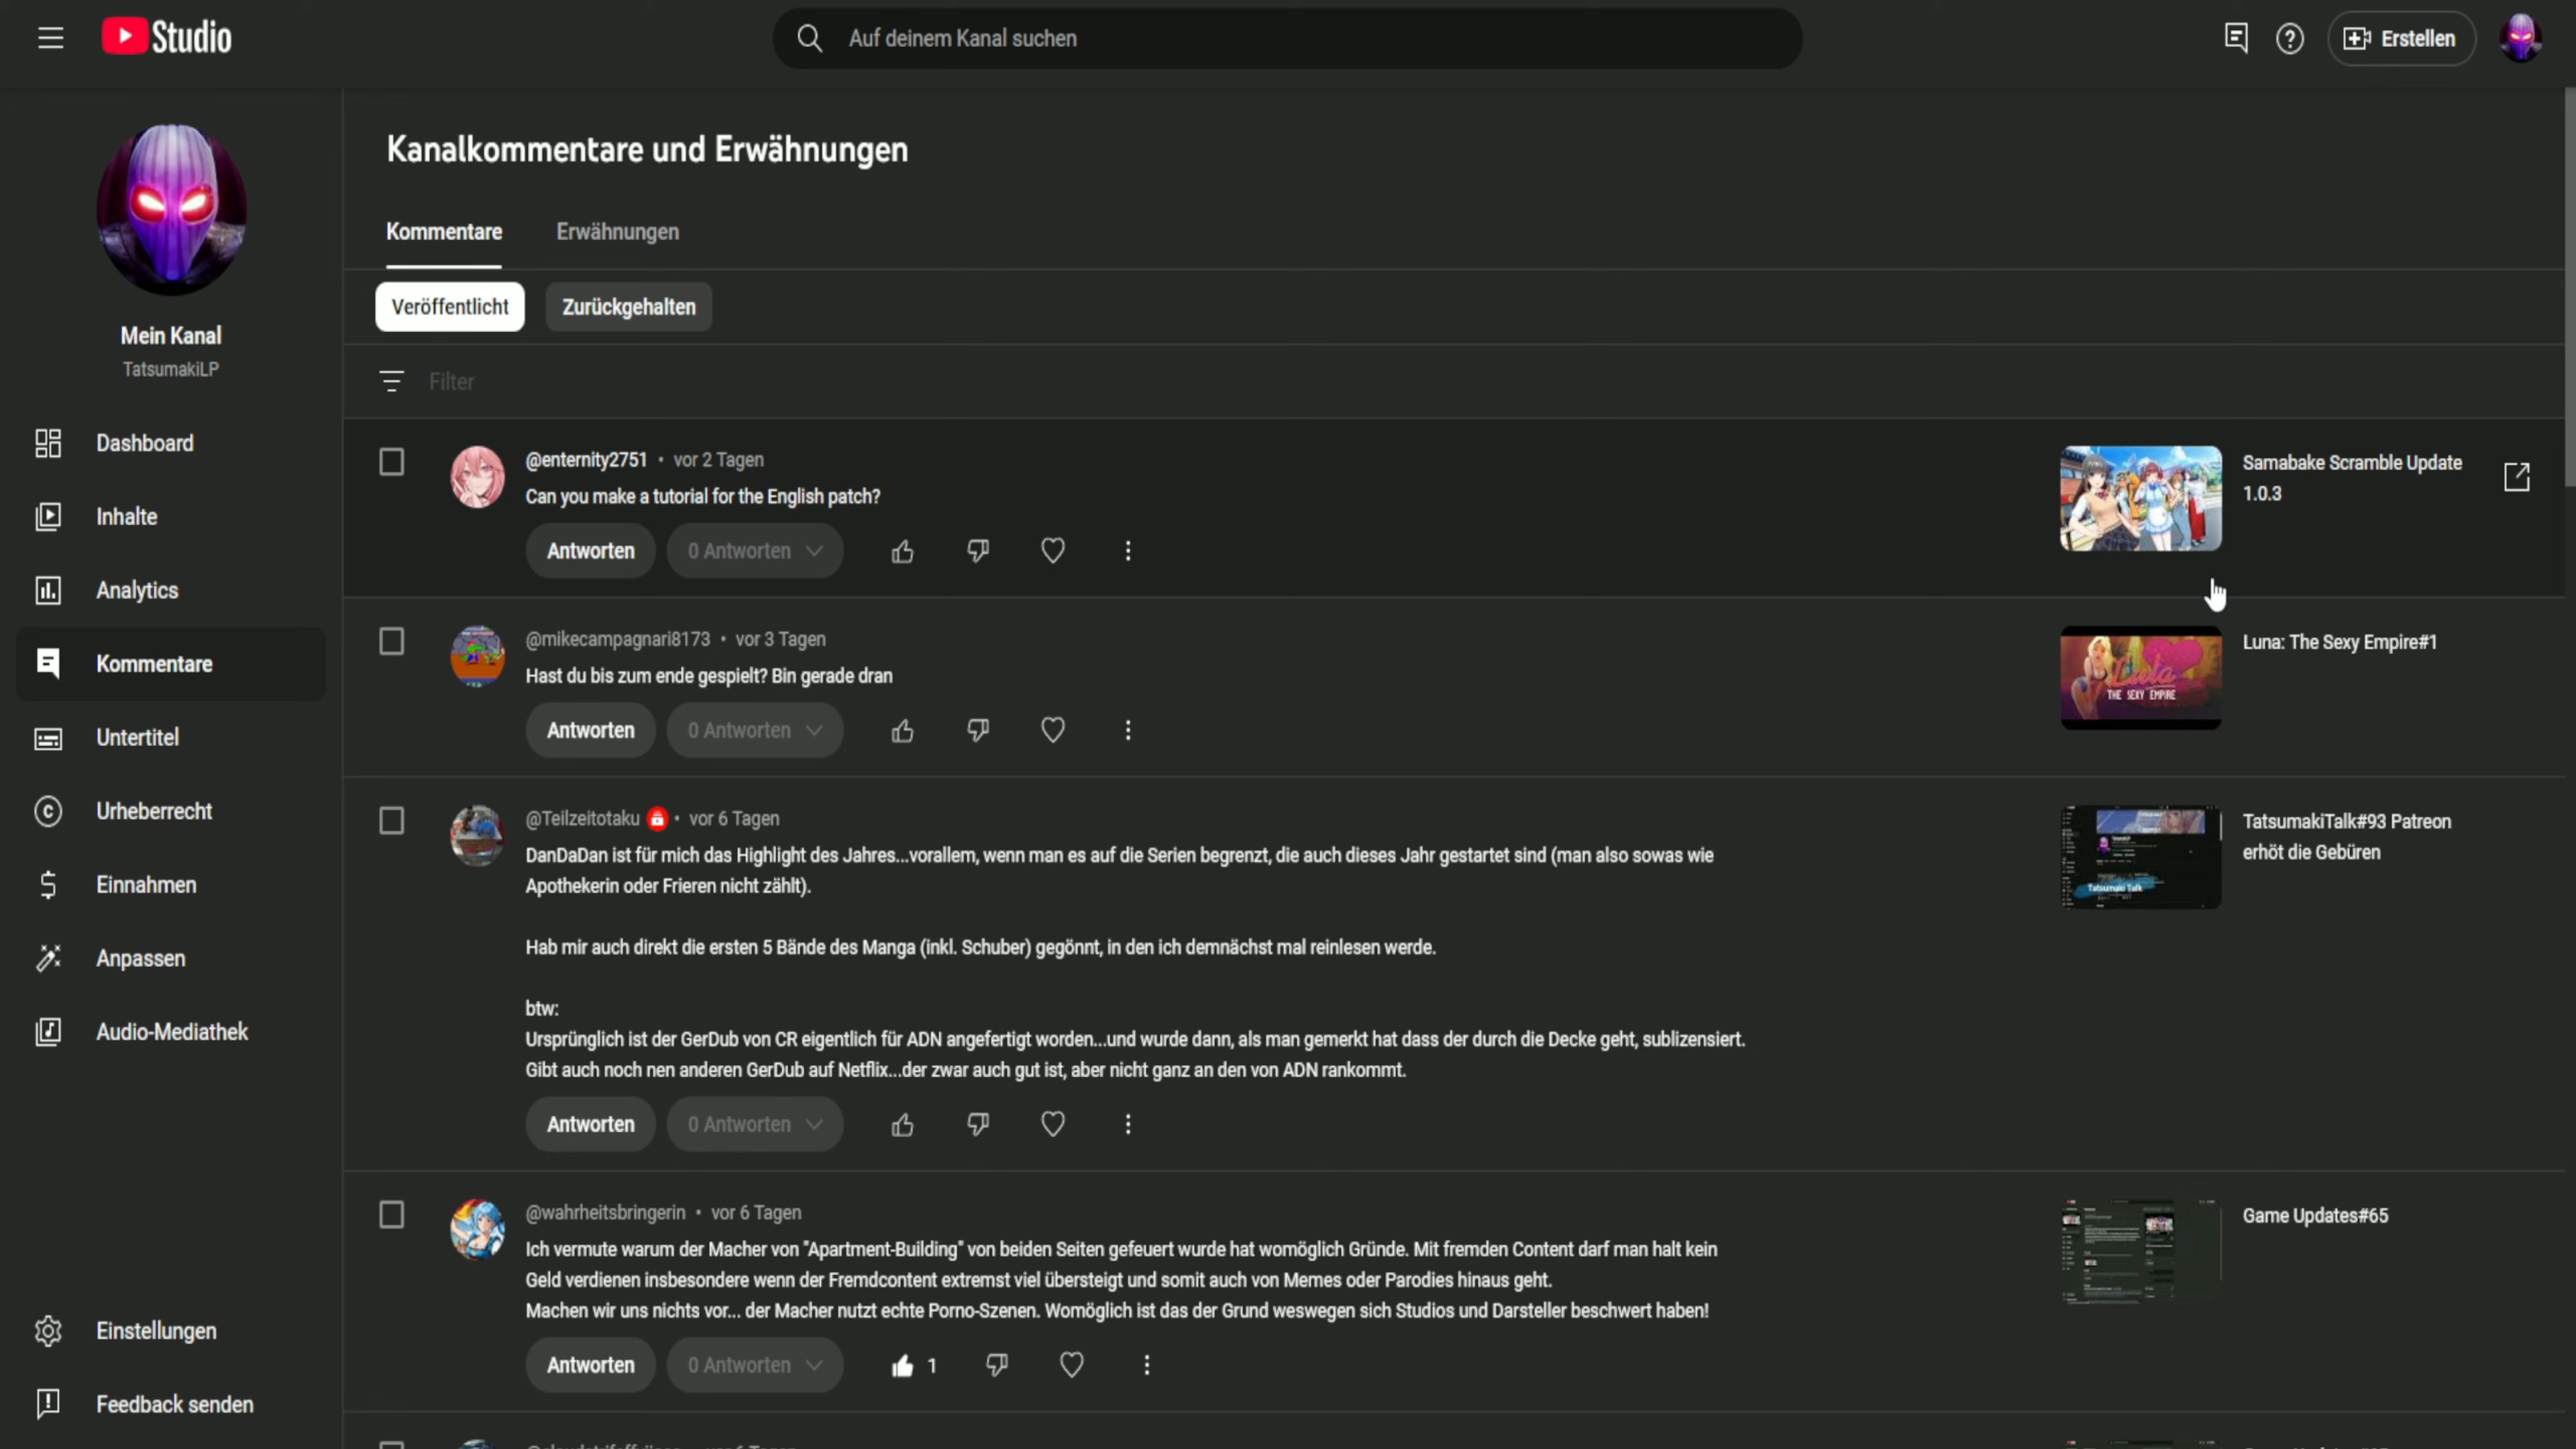 Studio
Auf deinem Kanal suchen
Erstellen
Mein Kanal
TatsumakiLP
Dashboard
Inhalte
Analytics
Kommentare
Untertitel
Urheberrecht
Einnahmen
Anpassen
Audio-Mediathek
Einstellungen
Feedback senden
Kanalkommentare und Erwähnungen
Kommentare
Erwähnungen
Veröffentlicht
Zurückgehalten
Filter
@enternity2751 • vor 2 Tagen
Can you make a tutorial for the English patch?
Antworten
0 Antworten
Samabake Scramble Update
1.0.3
@mikecampagnari8173 • vor 3 Tagen
Hast du bis zum ende gespielt? Bin gerade dran
Antworten
0 Antworten
Lula
THE SEXY EMPIRE
Luna: The Sexy Empire#1
@Teilzeitotaku • vor 6 Tagen
DanDaDan ist für mich das Highlight des Jahres...vorallem, wenn man es auf die Serien begrenzt, die auch dieses Jahr gestartet sind (man also sowas wie
Apothekerin oder Frieren nicht zählt).
Hab mir auch direkt die ersten 5 Bände des Manga (inkl. Schuber) gegönnt, in den ich demnächst mal reinlesen werde.
btw:
Ursprünglich ist der GerDub von CR eigentlich für ADN angefertigt worden...und wurde dann, als man gemerkt hat dass der durch die Decke geht, sublizensiert.
Gibt auch noch nen anderen GerDub auf Netflix...der zwar auch gut ist, aber nicht ganz an den von ADN rankommt.
Antworten
0 Antworten
Tatsumaki Talk
TatsumakiTalk#93 Patreon
erhöt die Gebüren
@wahrheitsbringerin • vor 6 Tagen
Ich vermute warum der Macher von "Apartment-Building" von beiden Seiten gefeuert wurde hat womöglich Gründe. Mit fremden Content darf man halt kein
Geld verdienen insbesondere wenn der Fremdcontent extremst viel übersteigt und somit auch von Memes oder Parodies hinaus geht.
Machen wir uns nichts vor... der Macher nutzt echte Porno-Szenen. Womöglich ist das der Grund weswegen sich Studios und Darsteller beschwert haben!
Antworten
0 Antworten
1
Game Updates#65